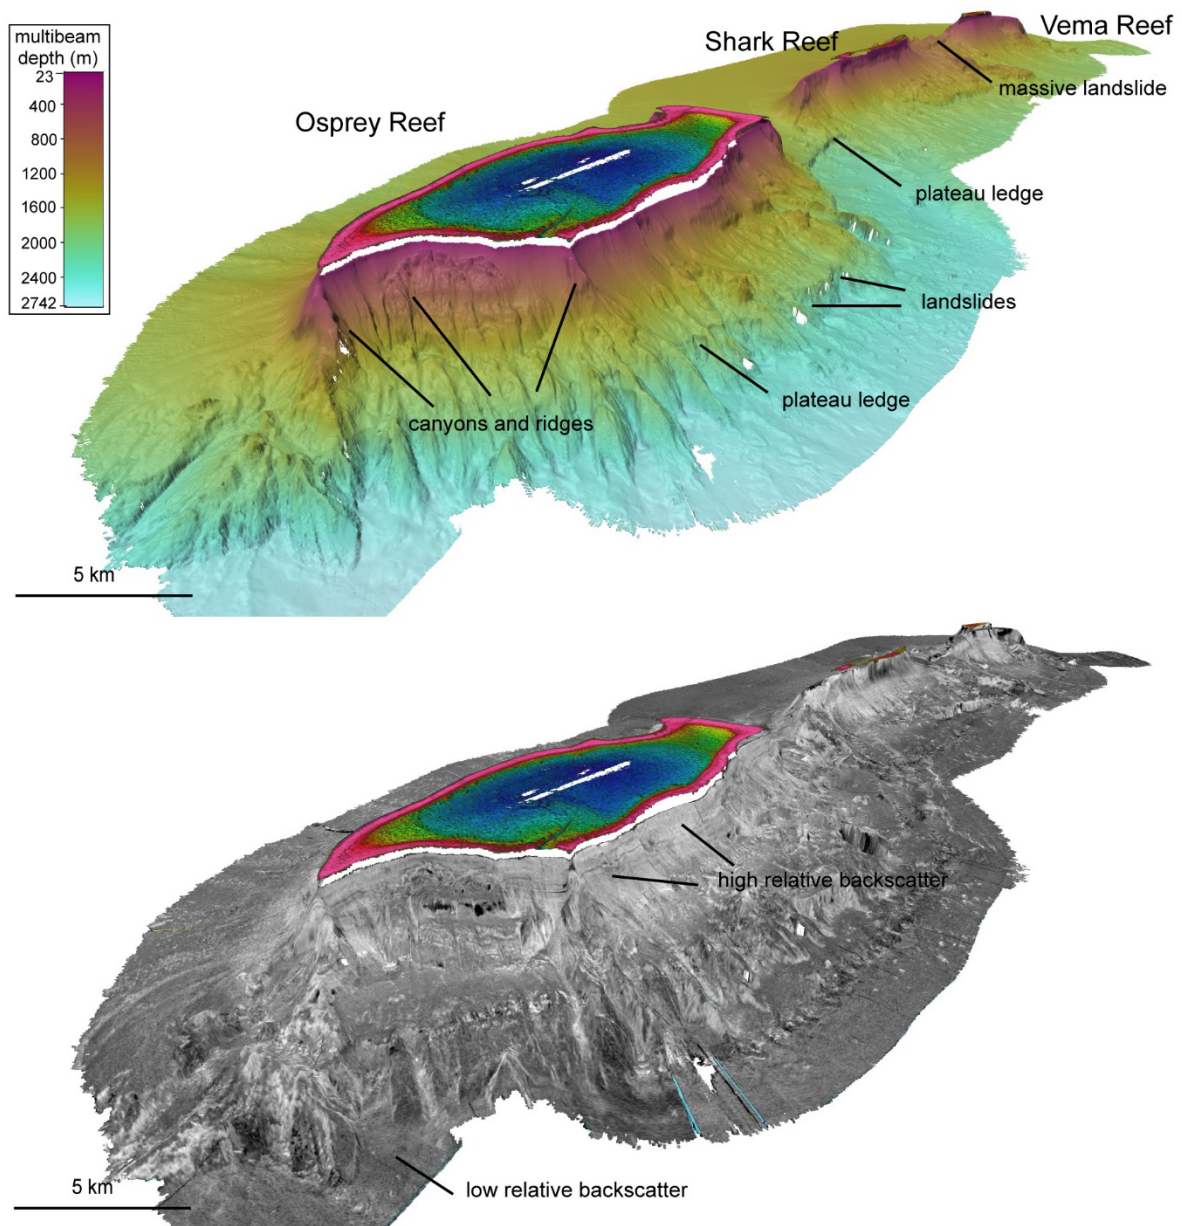 multibeam
depth (m)
23
400
800
1200
1600
2000
2400
2742
Osprey Reef
Shark Reef
Vema Reef
massive landslide
plateau ledge
landslides
plateau ledge
canyons and ridges
5 km
high relative backscatter
low relative backscatter
5 km